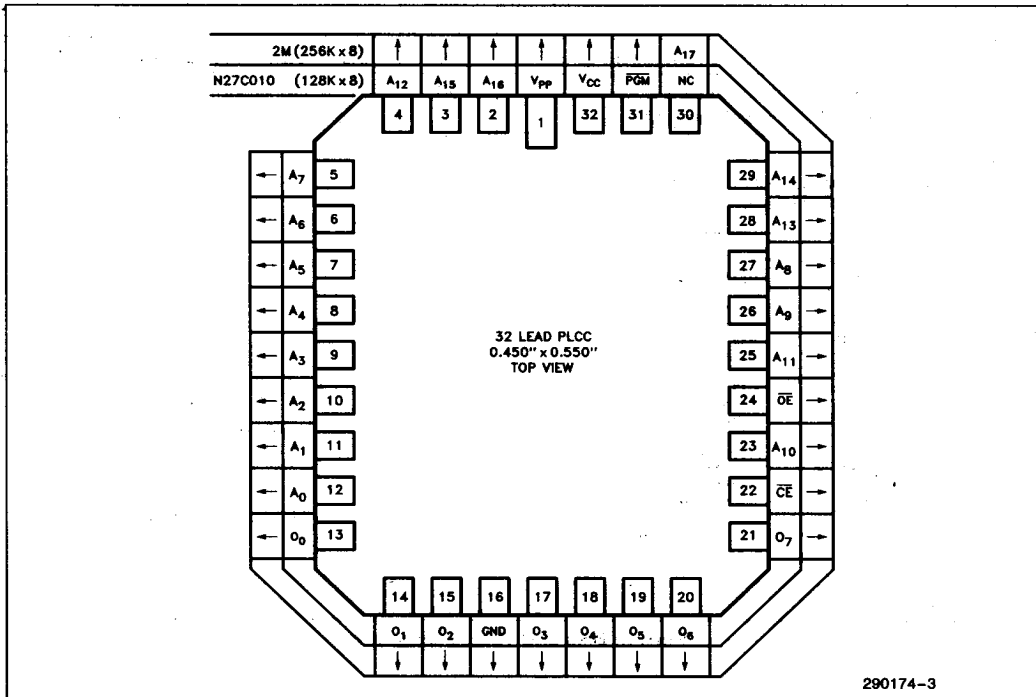 2M (256K x 8) ↑ ↑ ↑ ↑ ↑ ↑ A17
N27C010 (128K x 8) A12 A15 A16 VPP VCC P̅G̅M̅ NC
4 3 2 1 32 31 30
← A7 5 29 A14 →
← A6 6 28 A13 →
← A5 7 27 A8 →
← A4 8 26 A9 →
← A3 9 25 A11 →
← A2 10 24 O̅E̅ →
← A1 11 23 A10 →
← A0 12 22 C̅E̅ →
← O0 13 21 O7 →
32 LEAD PLCC
0.450" x 0.550"
TOP VIEW
14 15 16 17 18 19 20
O1 O2 GND O3 O4 O5 O6
↓ ↓ ↓ ↓ ↓ ↓ ↓
290174-3